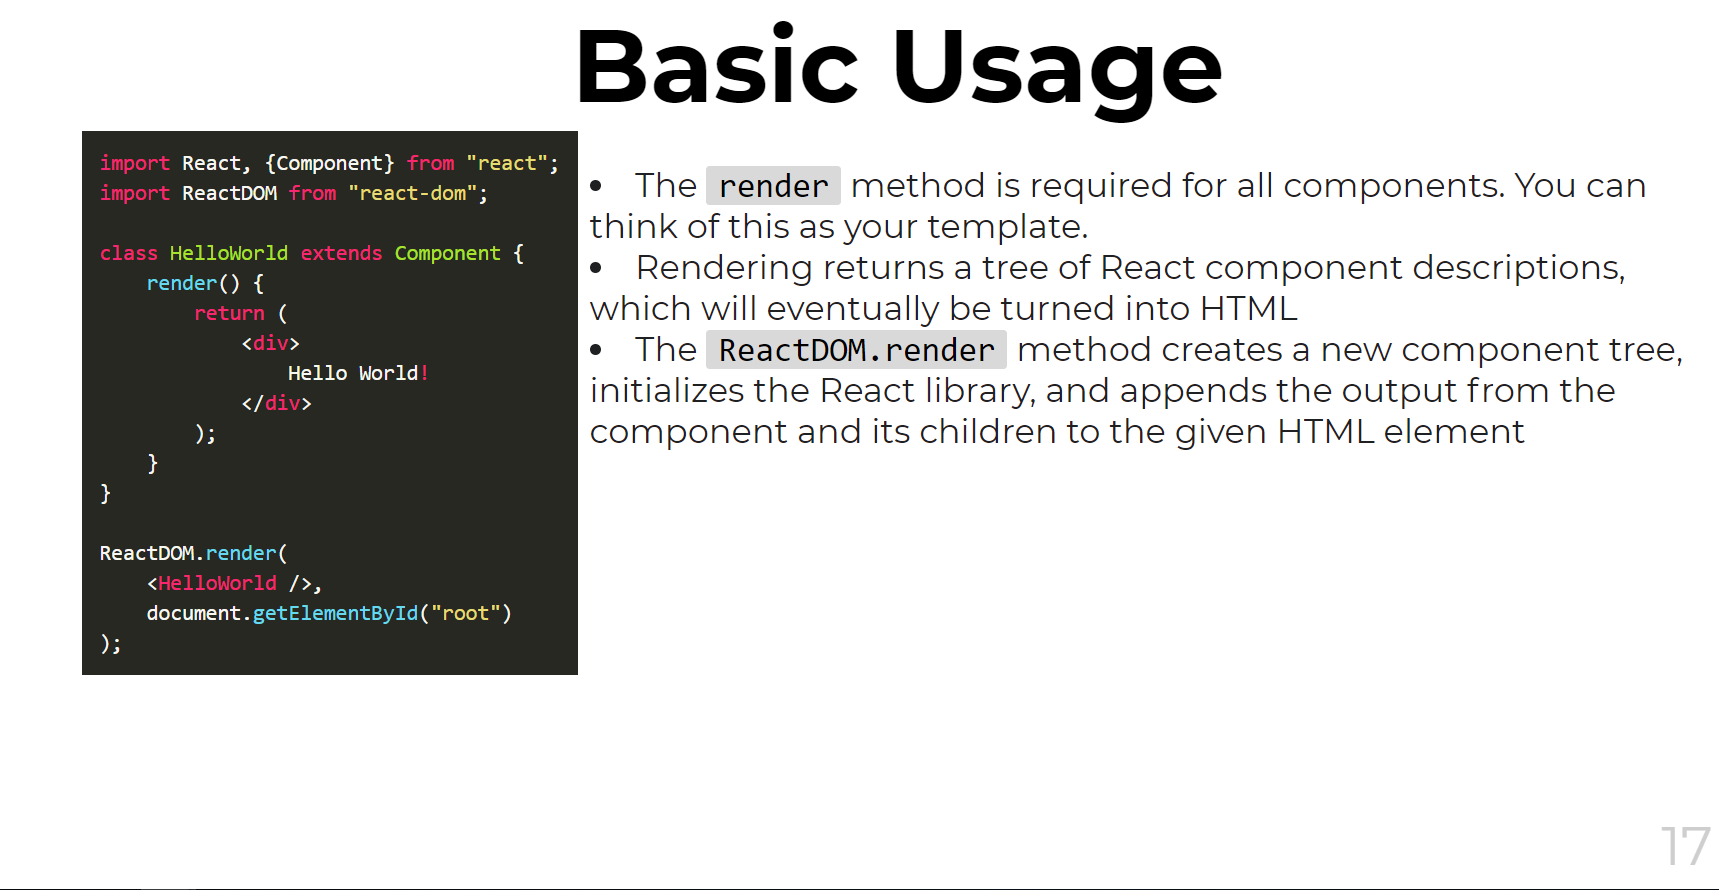 Basic Usage
import React, {Component} from "react";
import ReactDOM from "react-dom";
class HelloWorld extends Component {
render() {
return (
<div>
Hello World!
</div>
);
}
}
ReactDOM.render(
<HelloWorld />,
document.getElementById("root")
);
• The render method is required for all components. You can
think of this as your template.
• Rendering returns a tree of React component descriptions,
which will eventually be turned into HTML
• The ReactDOM.render method creates a new component tree,
initializes the React library, and appends the output from the
component and its children to the given HTML element
17